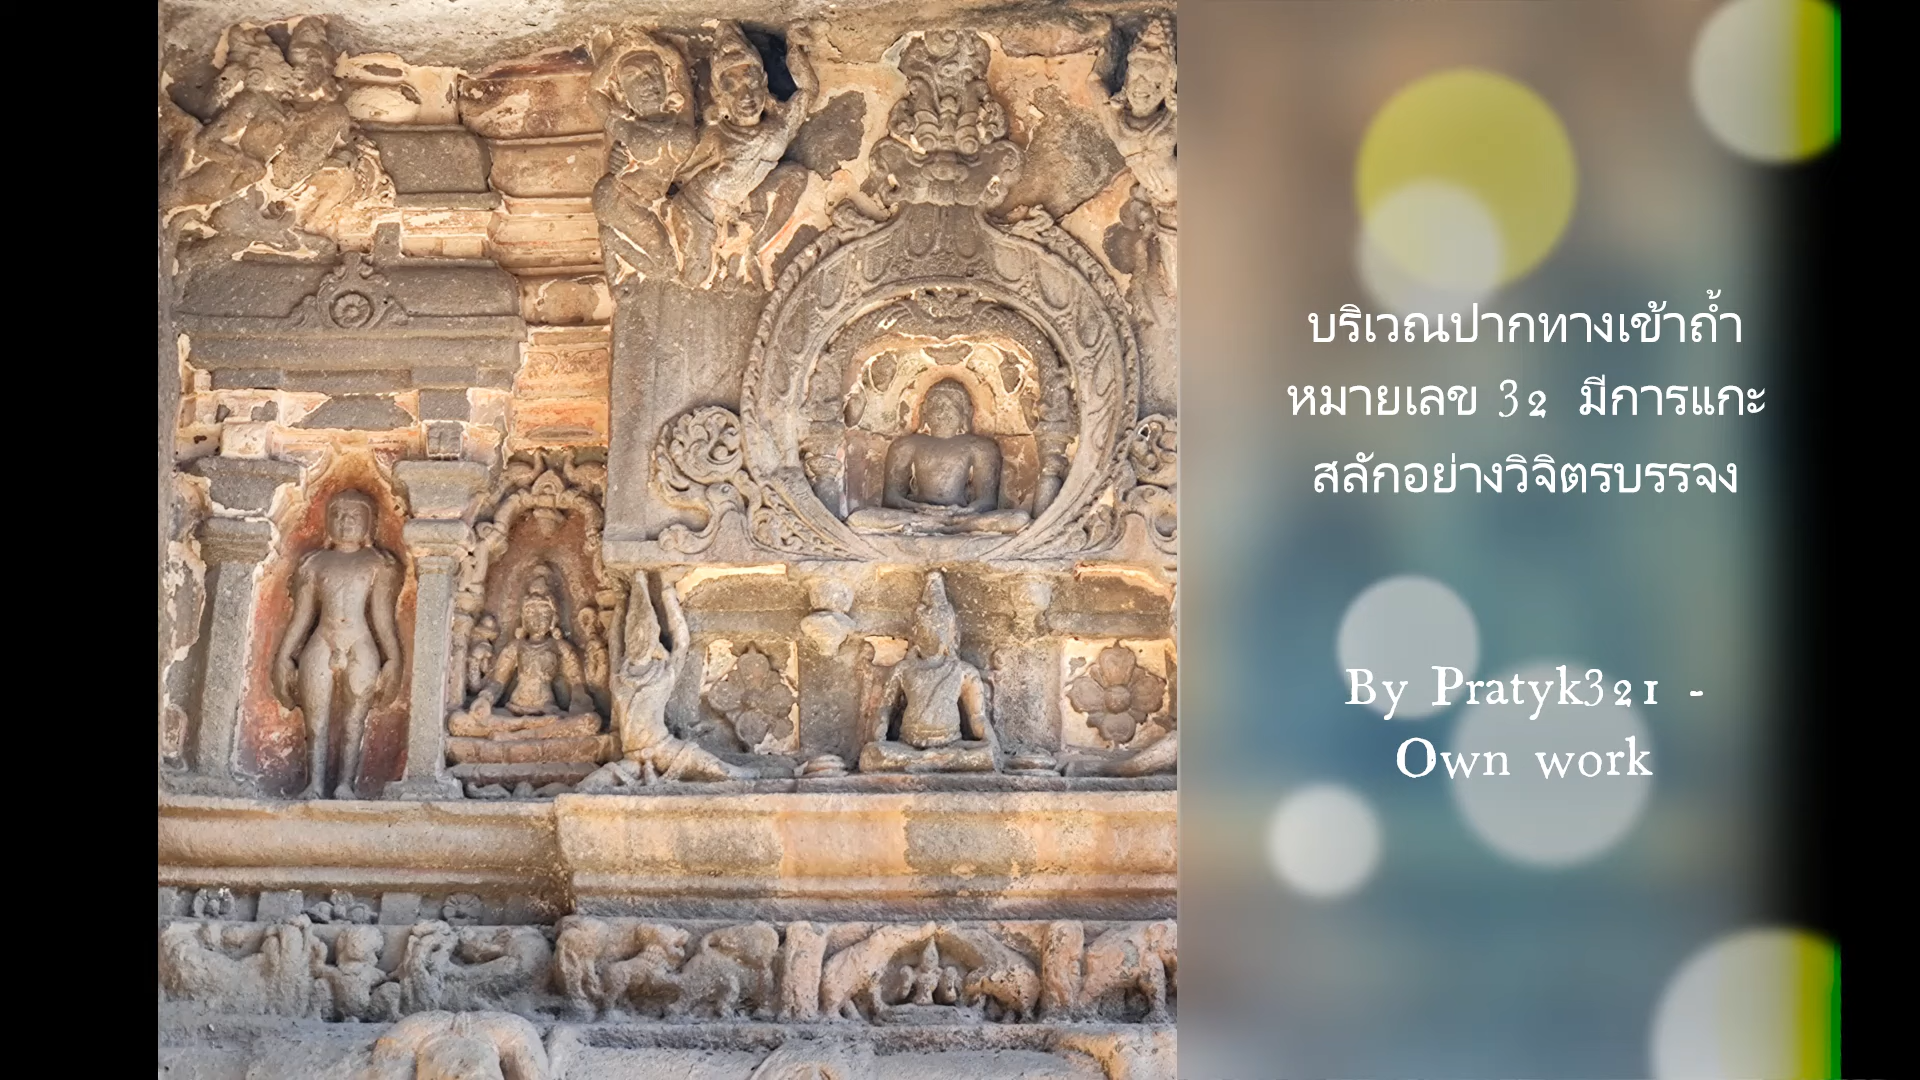 บริเวณปากทางเข้าถ้ำ
หมายเลข 32 มีการแกะ
สลักอย่างวิจิตรบรรจง
By Pratyk321 -
Own work